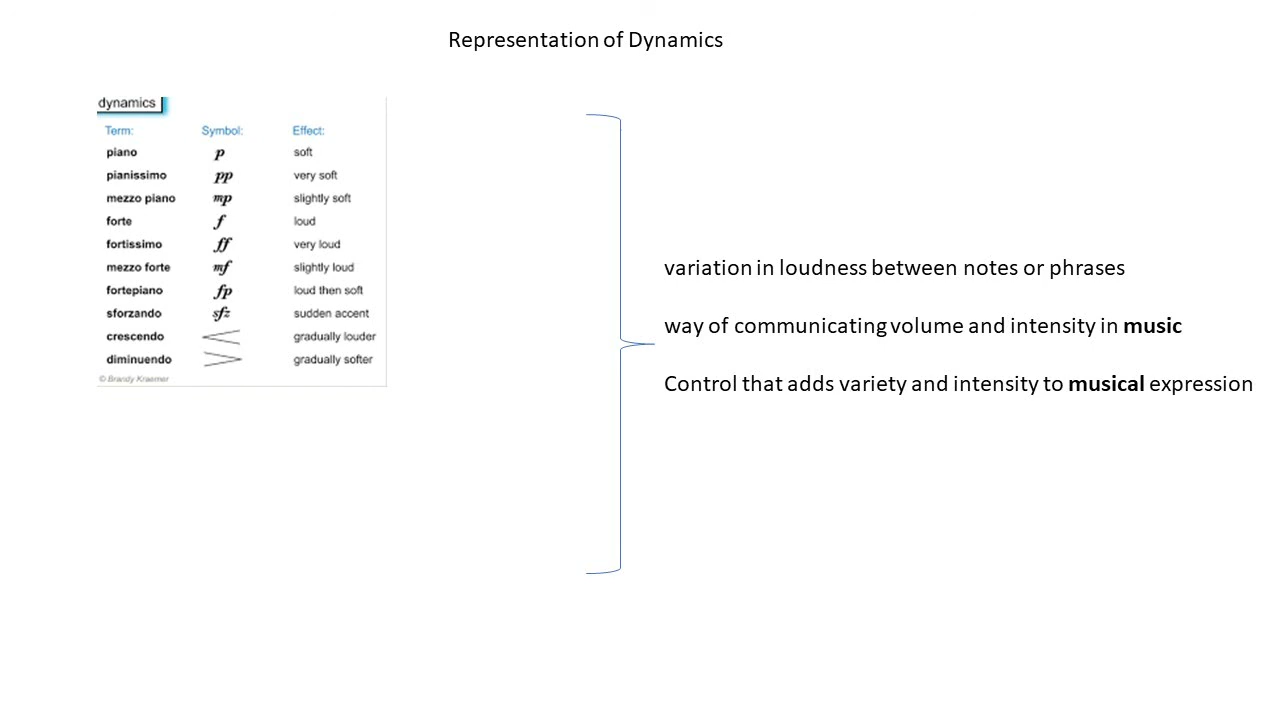 Representation of Dynamics
dynamics
Term: Symbol: Effect:
piano p soft
pianissimo pp very soft
mezzo piano mp slightly soft
forte f loud
fortissimo ff very loud
mezzo forte mf slightly loud
fortepiano fp loud then soft
sforzando sfz sudden accent
crescendo gradually louder
diminuendo gradually softer
© Brandy Kraemer
variation in loudness between notes or phrases
way of communicating volume and intensity in music
Control that adds variety and intensity to musical expression